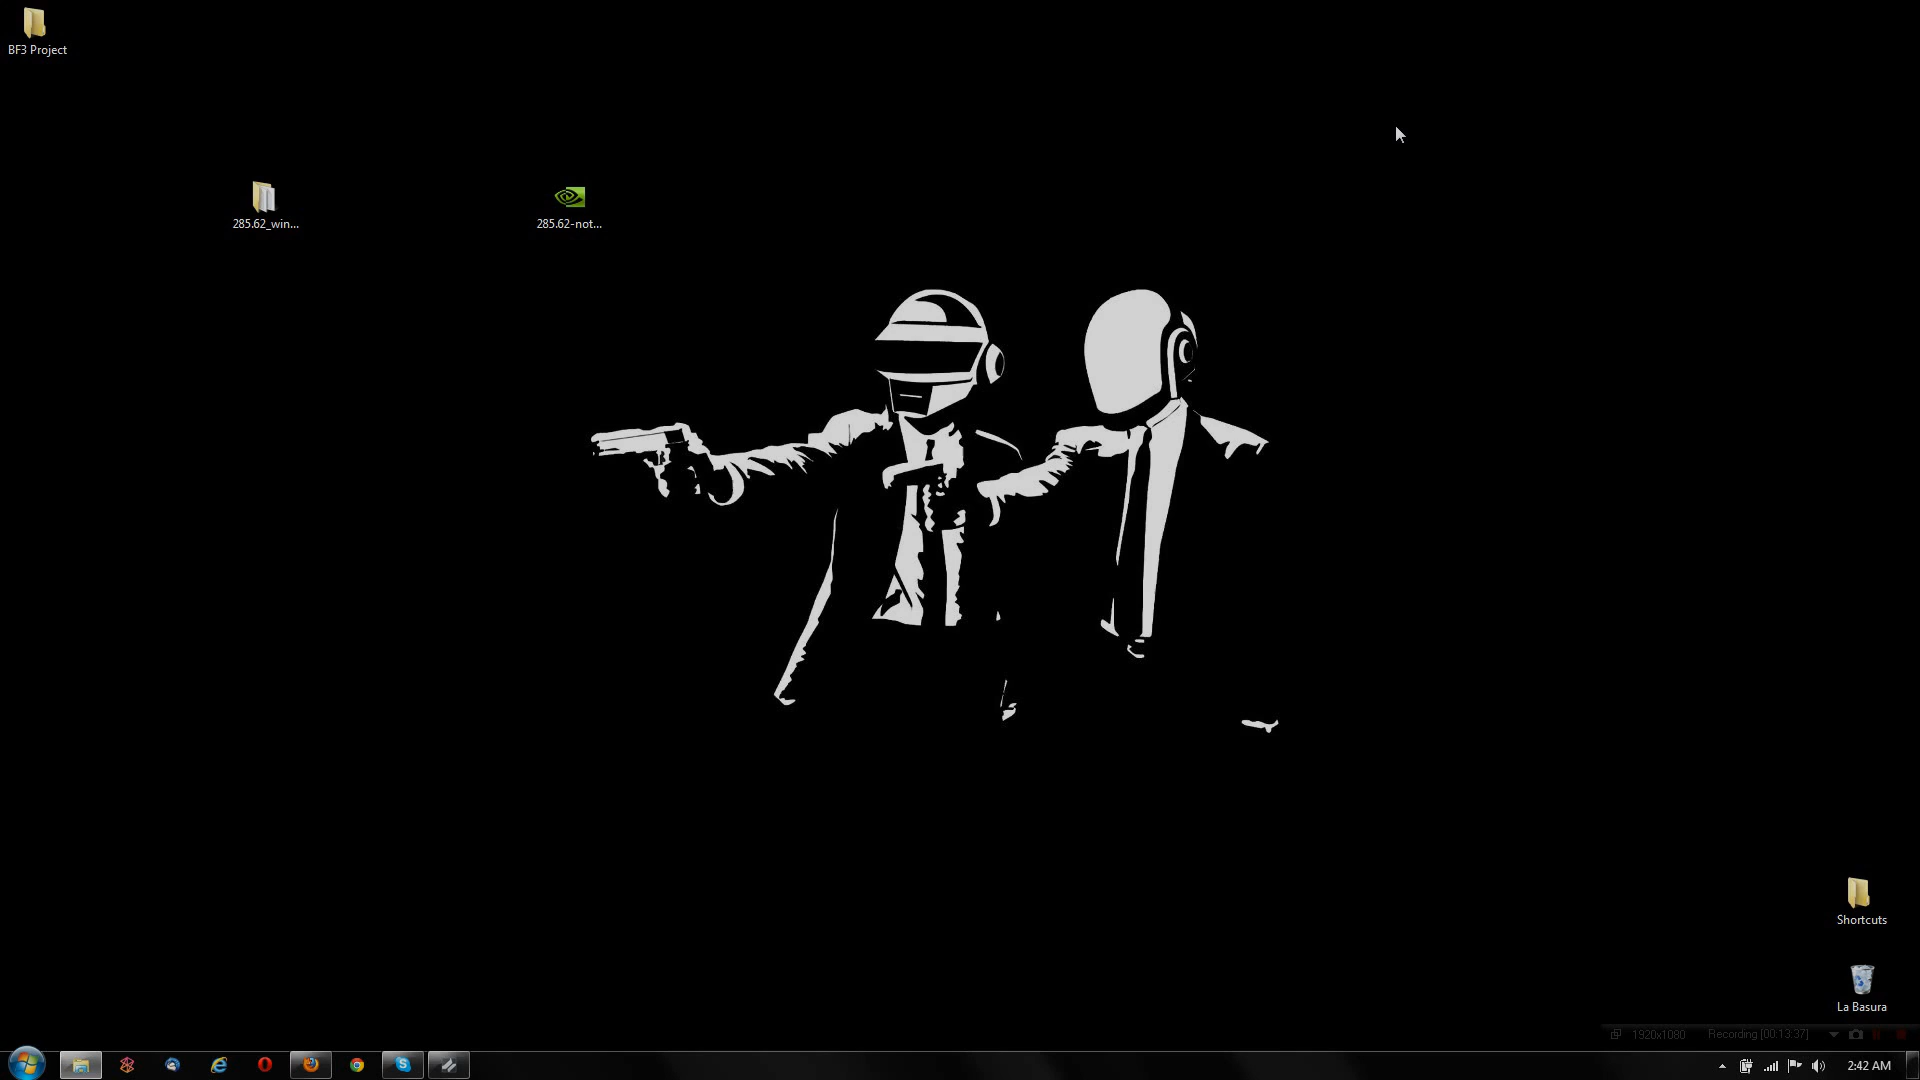 BF3 Project
285.62_win...
285.62-not...
Shortcuts
La Basura
1920x1080
Recording [00:13:37]
2:42 AM